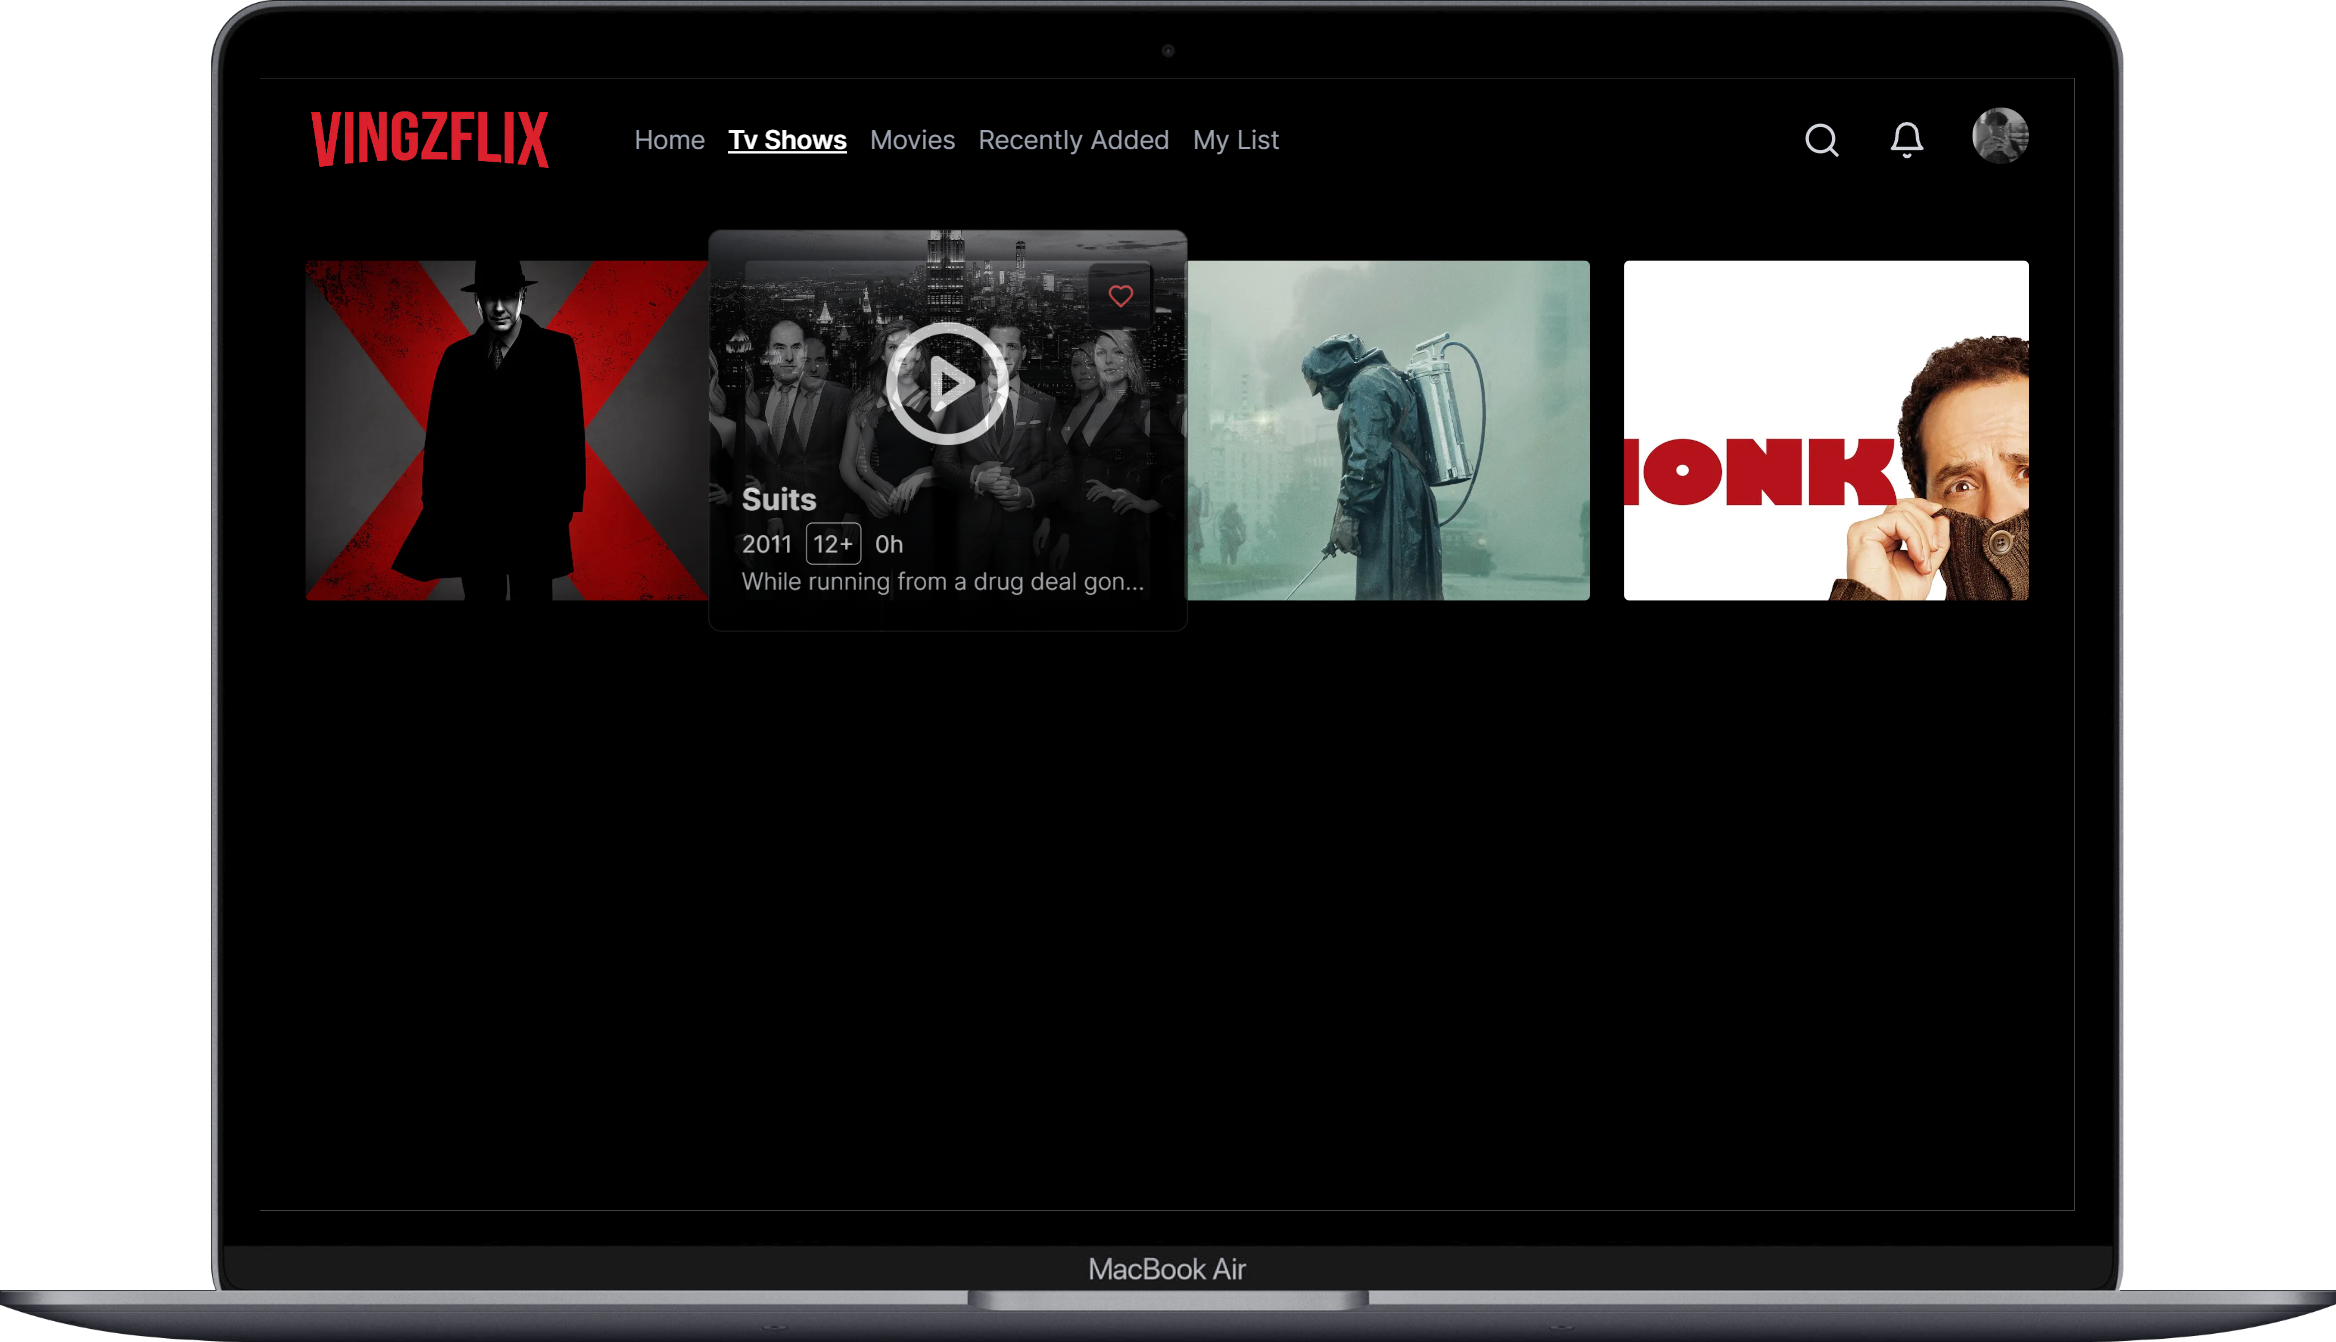 VINGZFLIX
Home Tv Shows Movies Recently Added My List
Suits
2011 12+ 0h
While running from a drug deal gon...
IONK
MacBook Air